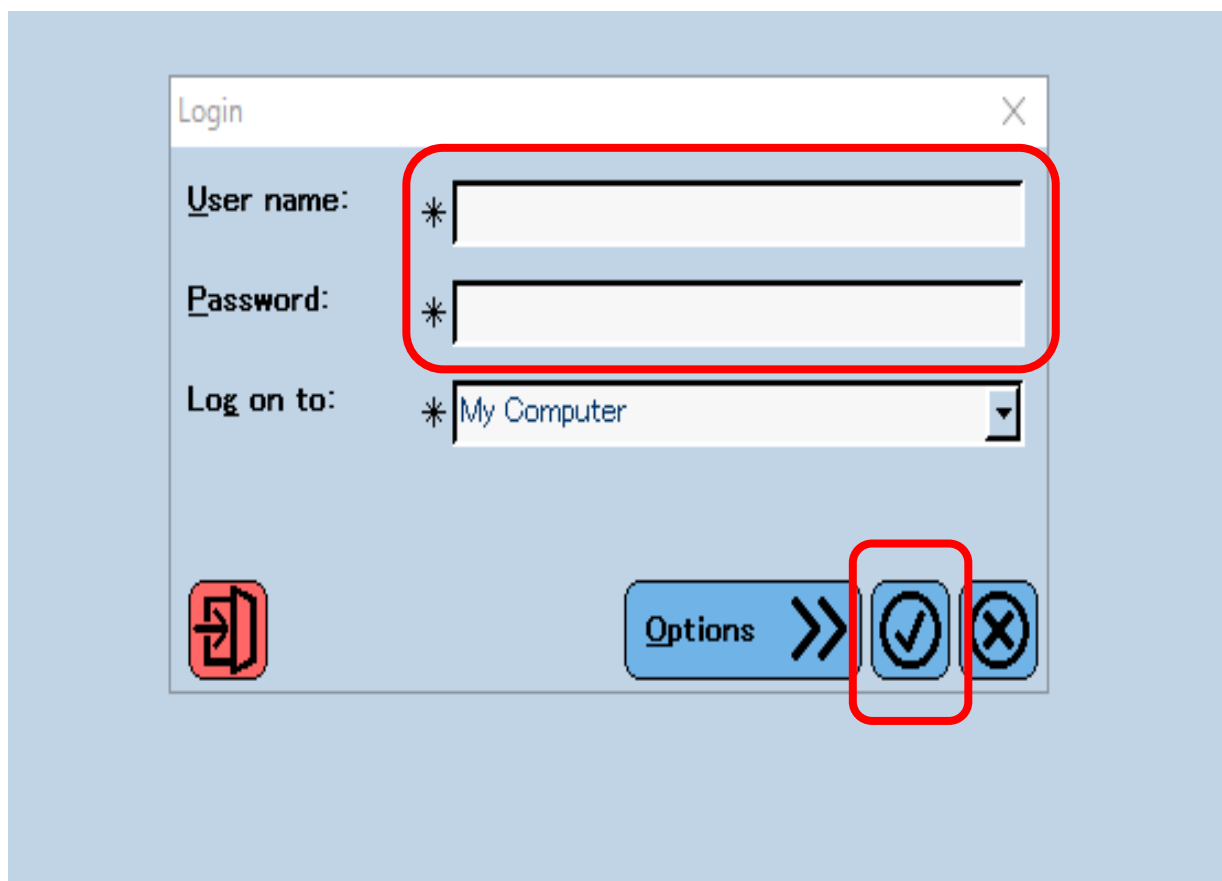 Login
User name:
*
Password:
*
Log on to:
* My Computer
Options